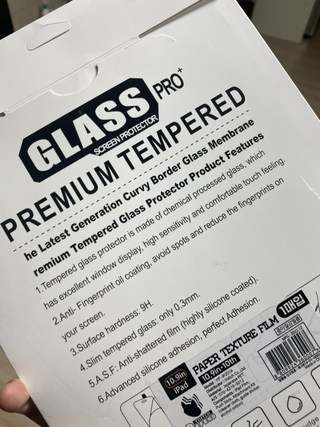 GLASS PRO+
SCREEN PROTECTOR
PREMIUM TEMPERED
he Latest Generation Curvy Border Glass Membrane
remium Tempered Glass Protector Product Features
1.Tempered glass protector is made of chemical processed glass, which
has excellent window display, high sensitivity and comfortable touch feeling.
2.Anti- Fingerprint oil coating, avoid spots and reduce the fingerprints on
your screen.
3.Surface hardness: 9H.
4.Slim tempered glass: only 0.3mm.
5.A.S.F: Anti-shattered film (highly silicone coated).
6.Advanced silicone adhesion, perfect Adhesion.
10.9in
iPad
PAPER TEXTURE FILM
10.9in-10th